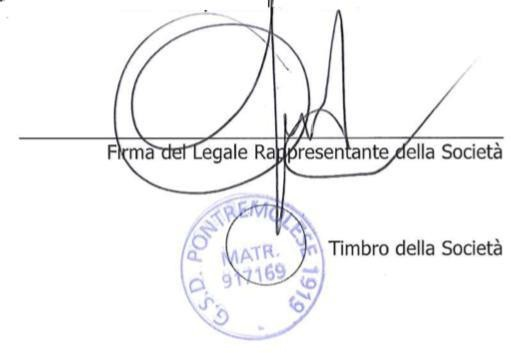 Firma del Legale Rappresentante della Società
G.S.D. PONTREMOLESE 1919
MATR.
917169
Timbro della Società